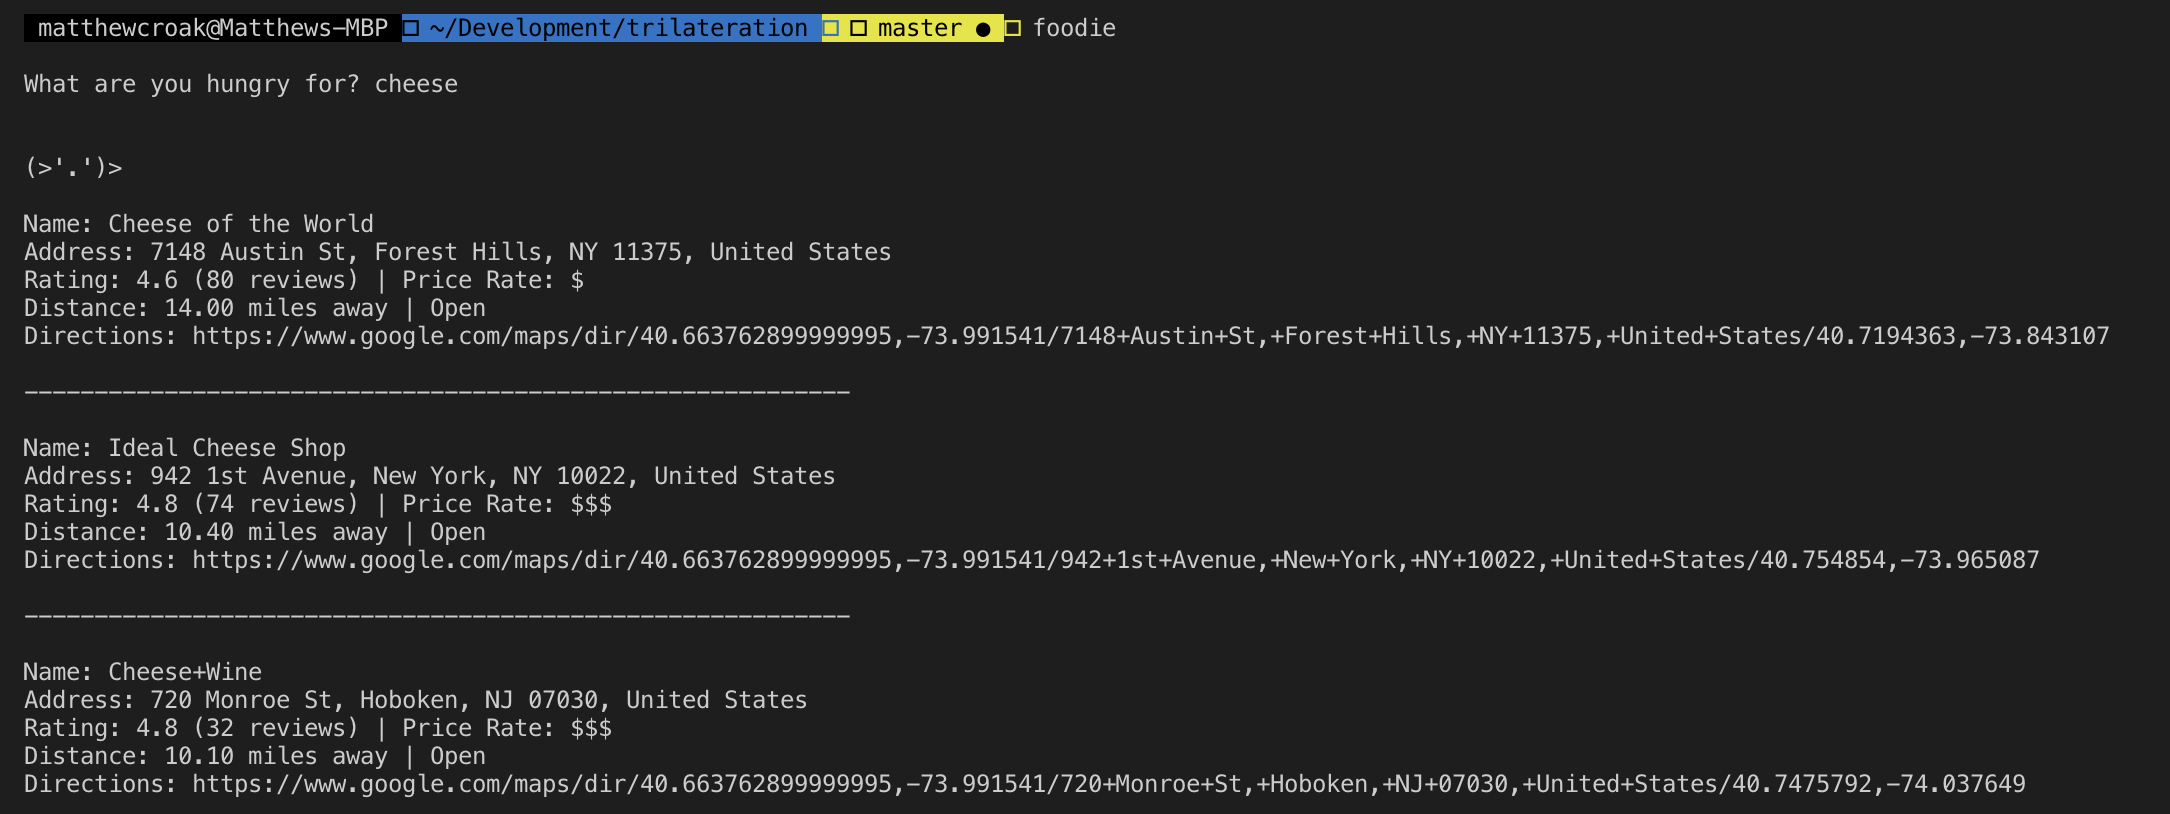 matthewcroak@Matthews-MBP ~/Development/trilateration master ● foodie
What are you hungry for? cheese
(>'.')>
Name: Cheese of the World
Address: 7148 Austin St, Forest Hills, NY 11375, United States
Rating: 4.6 (80 reviews) | Price Rate: $
Distance: 14.00 miles away | Open
Directions: https://www.google.com/maps/dir/40.663762899999995,-73.991541/7148+Austin+St,+Forest+Hills,+NY+11375,+United+States/40.7194363,-73.843107
___________________________________________________________
Name: Ideal Cheese Shop
Address: 942 1st Avenue, New York, NY 10022, United States
Rating: 4.8 (74 reviews) | Price Rate: $$$
Distance: 10.40 miles away | Open
Directions: https://www.google.com/maps/dir/40.663762899999995,-73.991541/942+1st+Avenue,+New+York,+NY+10022,+United+States/40.754854,-73.965087
___________________________________________________________
Name: Cheese+Wine
Address: 720 Monroe St, Hoboken, NJ 07030, United States
Rating: 4.8 (32 reviews) | Price Rate: $$$
Distance: 10.10 miles away | Open
Directions: https://www.google.com/maps/dir/40.663762899999995,-73.991541/720+Monroe+St,+Hoboken,+NJ+07030,+United+States/40.7475792,-74.037649